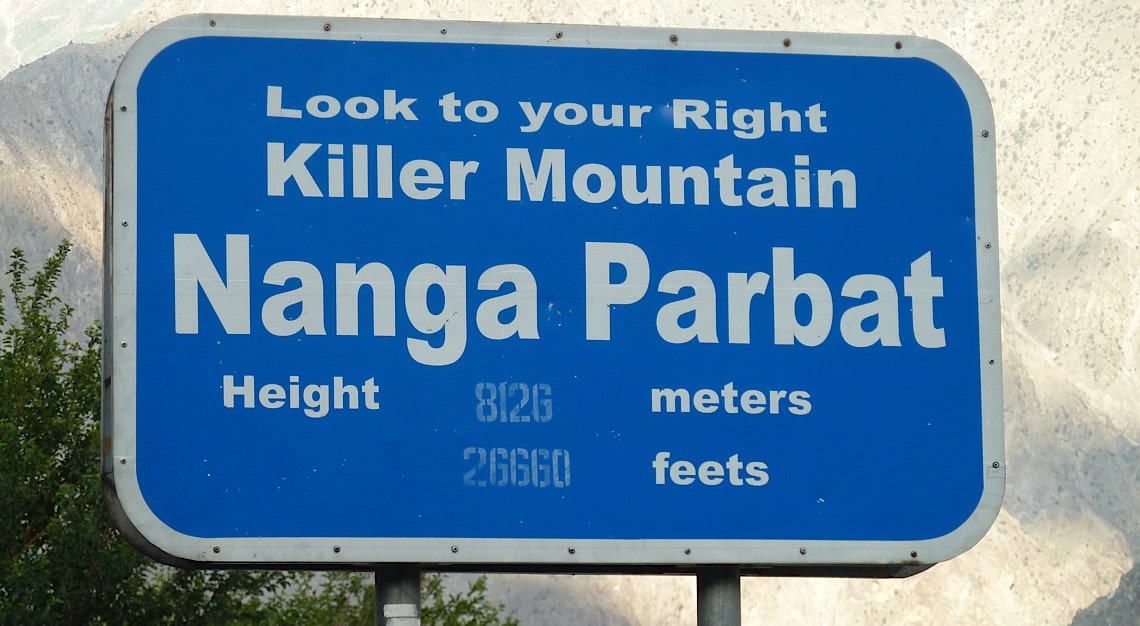 Look to your Right
Killer Mountain
Nanga Parbat
Height 8126 meters
26660 feets